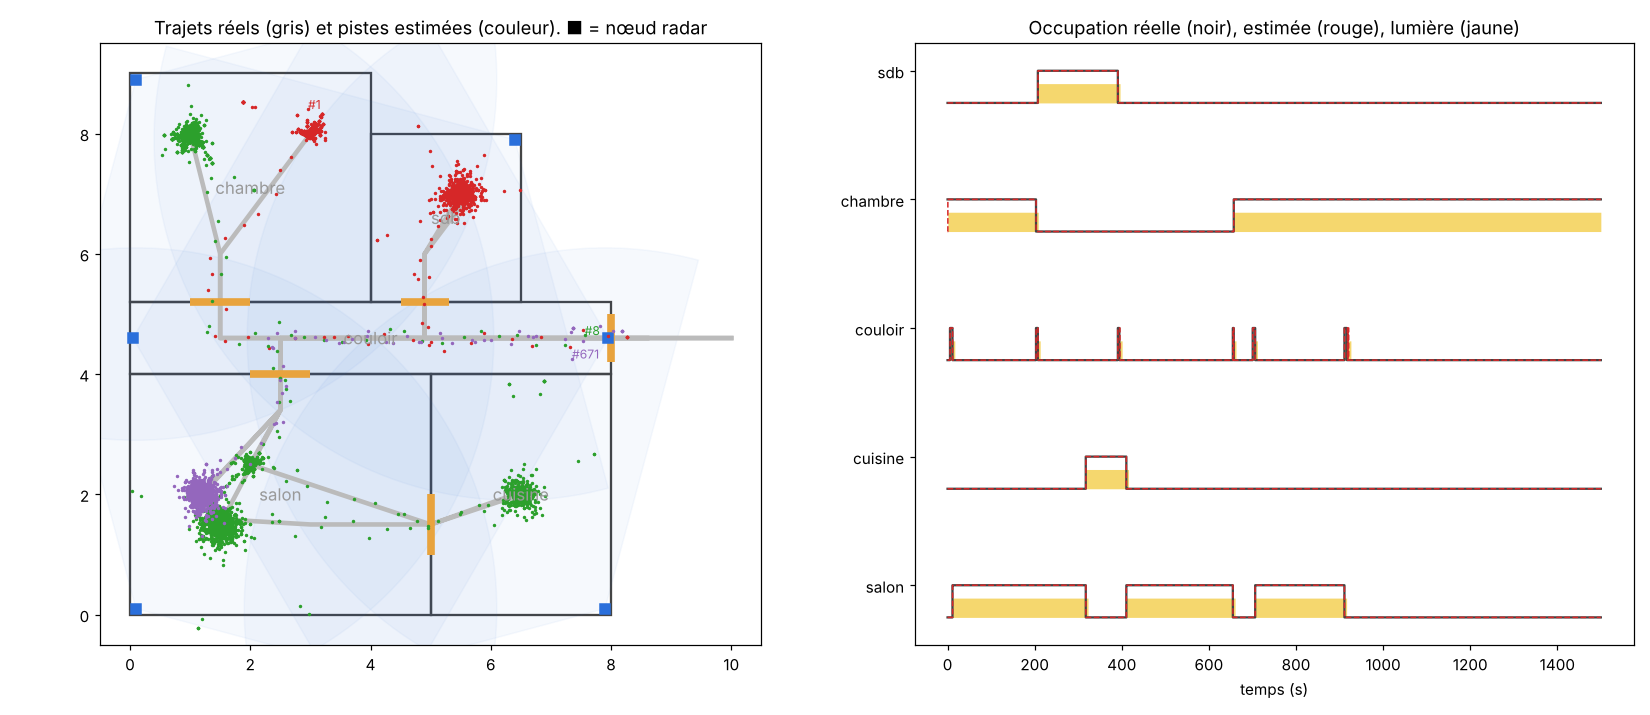 Trajets réels (gris) et pistes estimées (couleur). ■ = nœud radar
#1
chambre
sdb
couloir
#8
#671
salon
cuisine
8
6
4
2
0
0 2 4 6 8 10
Occupation réelle (noir), estimée (rouge), lumière (jaune)
sdb
chambre
couloir
cuisine
salon
0 200 400 600 800 1000 1200 1400
temps (s)